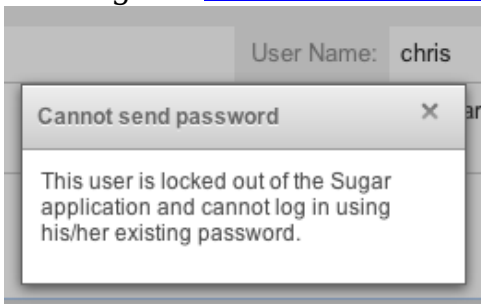 User Name: chris
Cannot send password
ar
This user is locked out of the Sugar
application and cannot log in using
his/her existing password.